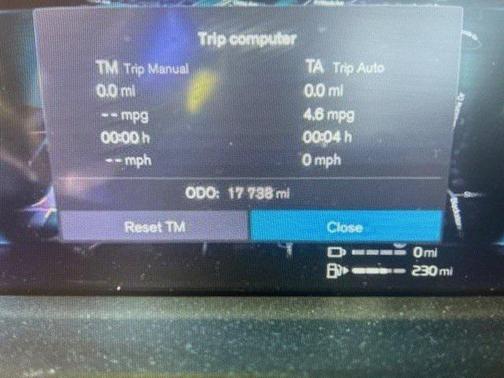 Trip computer
TM Trip Manual TA Trip Auto
0.0 mi 0.0 mi
--mpg 4.6 mpg
00:00 h 00:04 h
--mph 0 mph
ODO: 17 738 mi
Reset TM Close
0 mi
230 mi